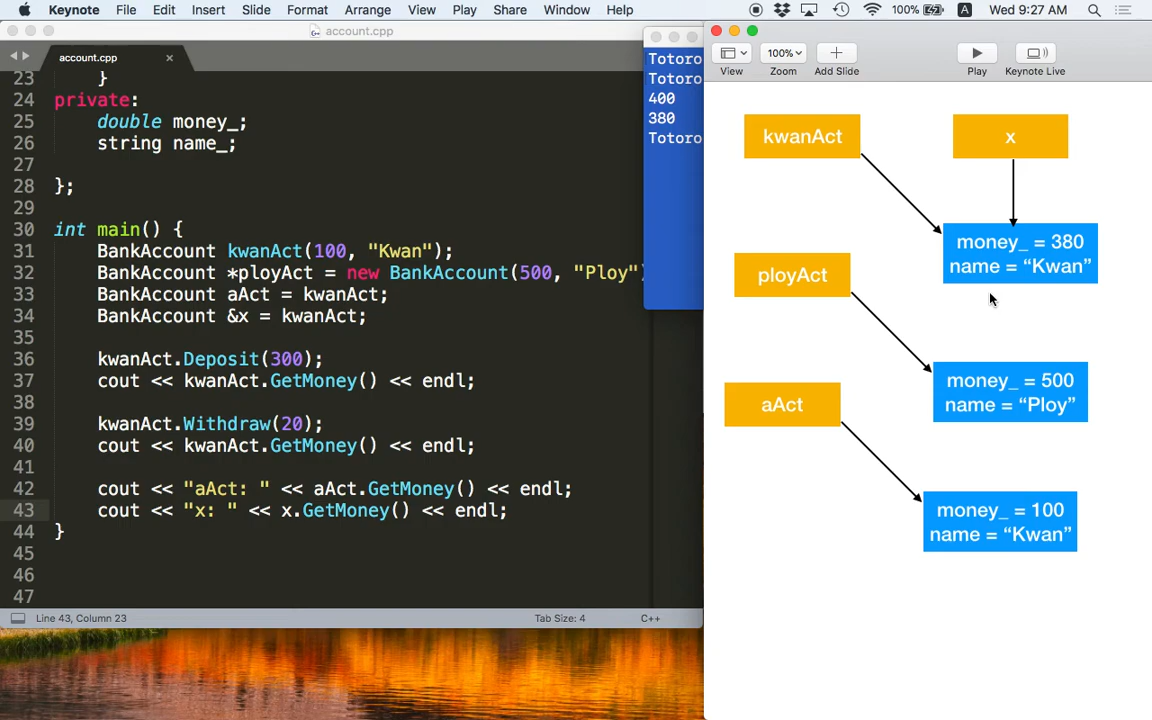 Keynote File Edit Insert Slide Format Arrange View Play Share Window Help 100% A Wed 9:27 AM
account.cpp
account.cpp
23 }
24 private:
25 double money_;
26 string name_;
27
28 };
29
30 int main() {
31 BankAccount kwanAct(100, "Kwan");
32 BankAccount *ployAct = new BankAccount(500, "Ploy")
33 BankAccount aAct = kwanAct;
34 BankAccount &x = kwanAct;
35
36 kwanAct.Deposit(300);
37 cout << kwanAct.GetMoney() << endl;
38
39 kwanAct.Withdraw(20);
40 cout << kwanAct.GetMoney() << endl;
41
42 cout << "aAct: " << aAct.GetMoney() << endl;
43 cout << "x: " << x.GetMoney() << endl;
44 }
45
46
47
Line 43, Column 23 Tab Size: 4 C++
Totoro
Totoro
400
380
Totoro
100%
View Zoom Add Slide Play Keynote Live
kwanAct
x
money_ = 380
name = “Kwan”
ployAct
money_ = 500
name = “Ploy”
aAct
money_ = 100
name = “Kwan”